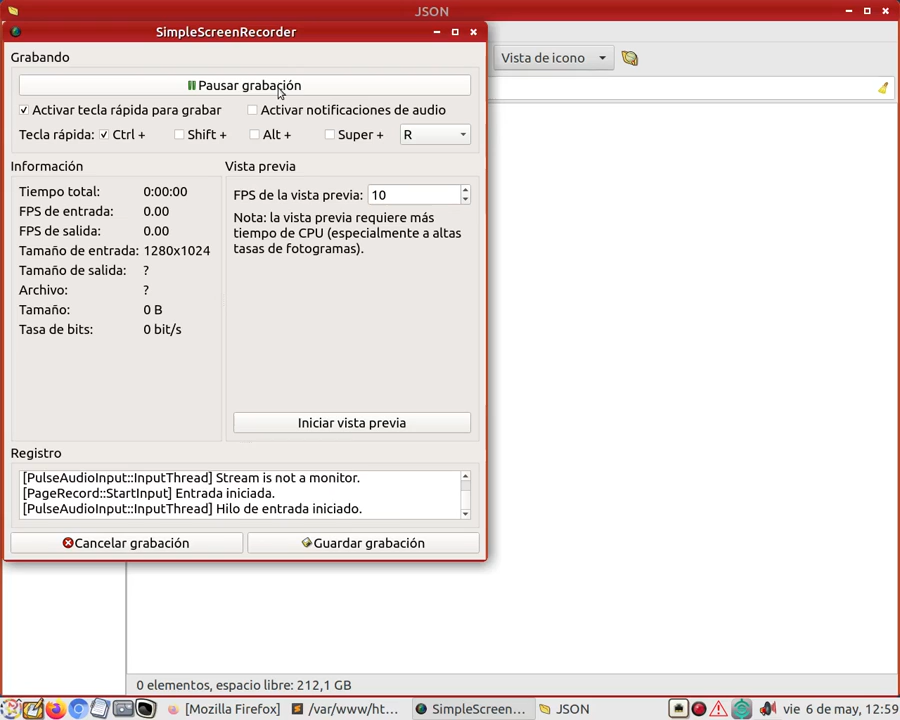 JSON
SimpleScreenRecorder
Grabando
Vista de icono
Pausar grabación
Activar tecla rápida para grabar
Activar notificaciones de audio
Tecla rápida:
Ctrl +
Shift +
Alt +
Super +
R
Información
Vista previa
Tiempo total: 0:00:00
FPS de entrada: 0.00
FPS de salida: 0.00
Tamaño de entrada: 1280x1024
Tamaño de salida: ?
Archivo: ?
Tamaño: 0 B
Tasa de bits: 0 bit/s
FPS de la vista previa: 10
Nota: la vista previa requiere más
tiempo de CPU (especialmente a altas
tasas de fotogramas).
Iniciar vista previa
Registro
[PulseAudioInput::InputThread] Stream is not a monitor.
[PageRecord::StartInput] Entrada iniciada.
[PulseAudioInput::InputThread] Hilo de entrada iniciado.
Cancelar grabación
Guardar grabación
0 elementos, espacio libre: 212,1 GB
[Mozilla Firefox]
/var/www/ht...
SimpleScreen...
JSON
vie 6 de may, 12:59